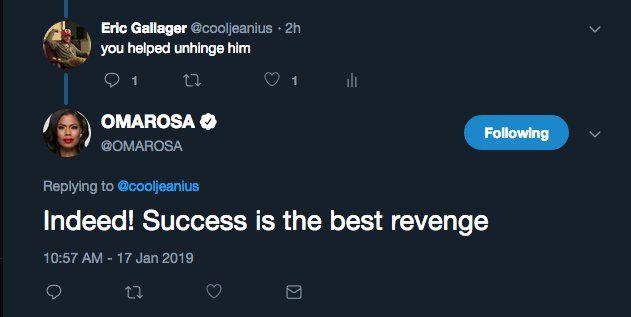 Eric Gallager @cooljeanius · 2h
you helped unhinge him
1 1
OMAROSA
@OMAROSA
Following
Replying to @cooljeanius
Indeed! Success is the best revenge
10:57 AM - 17 Jan 2019